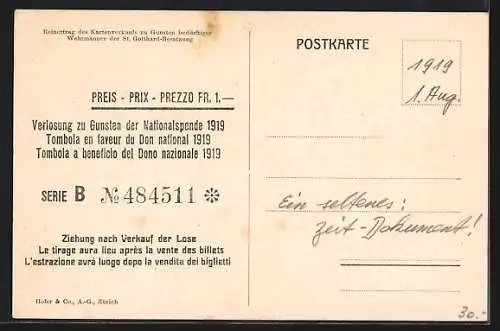 Reinertrag des Kartenverkaufs zu Gunsten bedürftiger
Wehrmänner der St. Gotthard-Besatzung
POSTKARTE
1919
1. Aug.
PREIS - PRIX - PREZZO FR. 1.—
Verlosung zu Gunsten der Nationalspende 1919
Tombola en faveur du Don national 1919
Tombola a beneficio del Dono nazionale 1919
SERIE B № 484511 ✻
Ein seltenes:
Zeit-Dokument!
Ziehung nach Verkauf der Lose
Le tirage aura lieu après la vente des billets
L'estrazione avrà luogo dopo la vendita dei biglietti
Hofer & Co., A.-G., Zürich
30.-